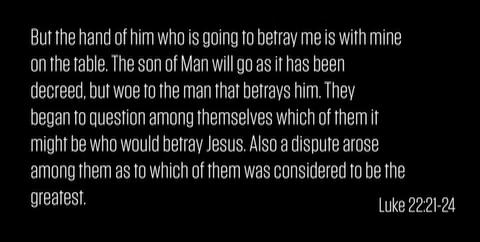 But the hand of him who is going to betray me is with mine
on the table. The son of Man will go as it has been
decreed, but woe to the man that betrays him. They
began to question among themselves which of them it
might be who would betray Jesus. Also a dispute arose
among them as to which of them was considered to be the
greatest.
Luke 22:21-24